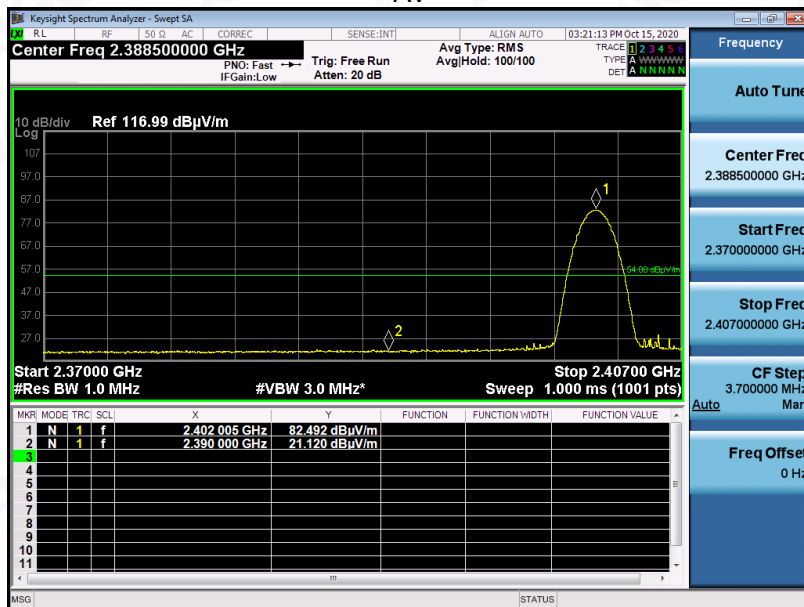 Keysight Spectrum Analyzer - Swept SA
LXI RL RF 50 Ω AC CORREC SENSE:INT ALIGN AUTO 03:21:13 PM Oct 15, 2020
Center Freq 2.388500000 GHz
PNO: Fast
IFGain:Low
Trig: Free Run
Atten: 20 dB
Avg Type: RMS
Avg|Hold: 100/100
TRACE 1 2 3 4 5 6
TYPE A WWWWW
DET A N N N N N
10 dB/div Ref 116.99 dBµV/m
Log
107
97.0
87.0
77.0
67.0
57.0
47.0
37.0
27.0
1
54.00 dBµV/m
2
Start 2.37000 GHz Stop 2.40700 GHz
#Res BW 1.0 MHz #VBW 3.0 MHz* Sweep 1.000 ms (1001 pts)
MKR MODE TRC SCL X Y FUNCTION FUNCTION WIDTH FUNCTION VALUE
1 N 1 f 2.402 005 GHz 82.492 dBµV/m
2 N 1 f 2.390 000 GHz 21.120 dBµV/m
3
4
5
6
7
8
9
10
11
MSG STATUS
Frequency
Auto Tune
Center Freq
2.388500000 GHz
Start Freq
2.370000000 GHz
Stop Freq
2.407000000 GHz
CF Step
3.700000 MHz
Auto Man
Freq Offset
0 Hz